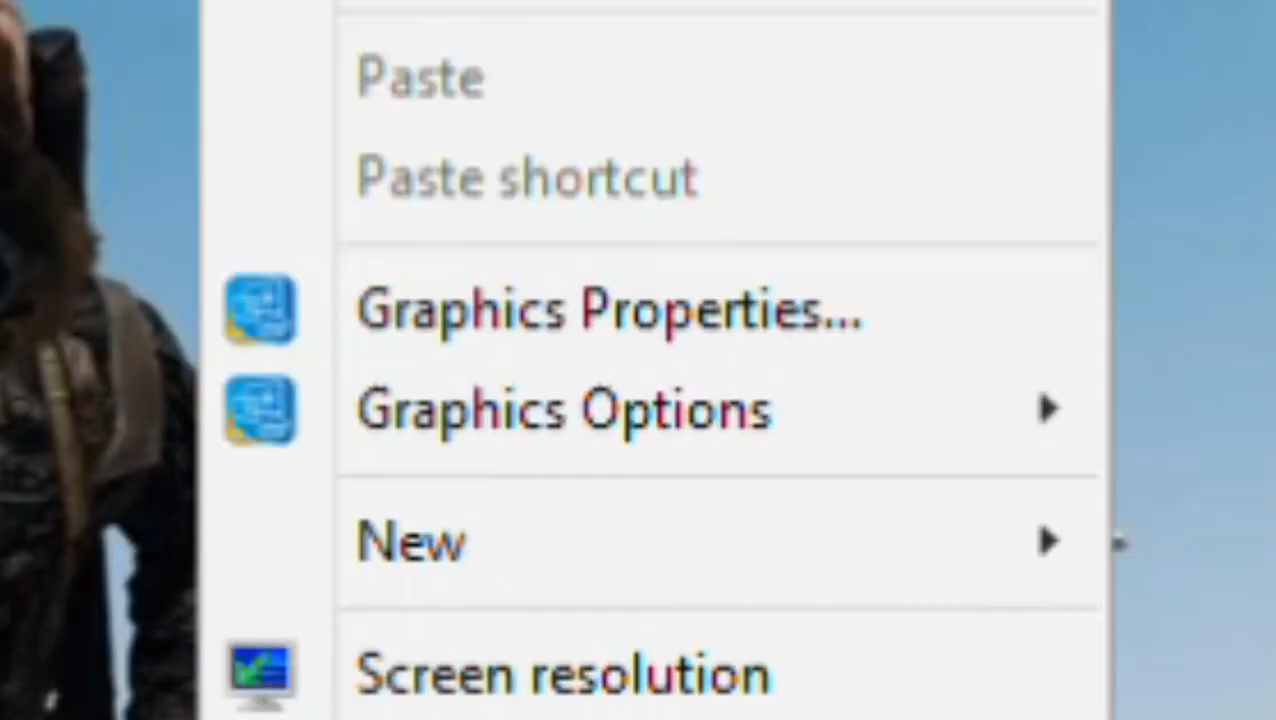 Paste
Paste shortcut
Graphics Properties...
Graphics Options
New
Screen resolution